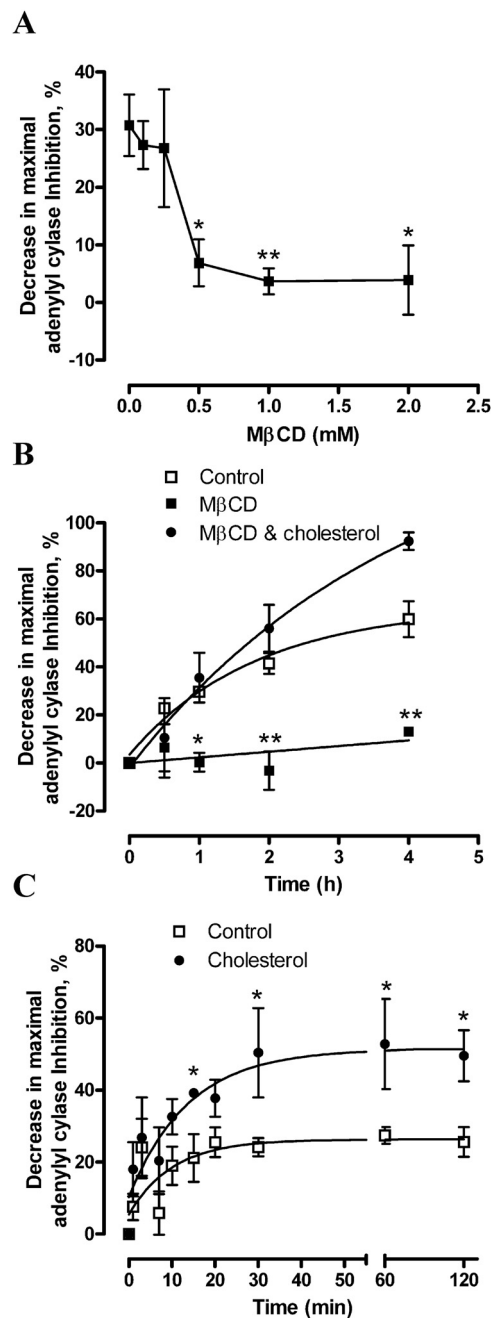 A
Decrease in maximal
adenylyl cylase Inhibition, %
40
30
20
10
0
-10
*
**
*
0.0 0.5 1.0 1.5 2.0 2.5
MβCD (mM)
B
Control
MβCD
MβCD & cholesterol
Decrease in maximal
adenylyl cylase Inhibition, %
100
80
60
40
20
0
-20
*
**
**
0 1 2 3 4 5
Time (h)
C
Control
Cholesterol
Decrease in maximal
adenylyl cylase Inhibition, %
80
60
40
20
0
*
*
*
*
0 10 20 30 40 50 60 120
Time (min)